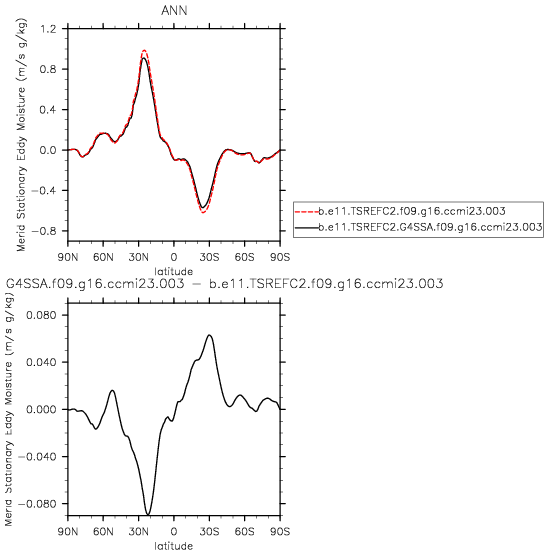 ANN
Merid Stationary Eddy Moisture (m/s g/kg)
1.2
0.8
0.4
0.0
−0.4
−0.8
90N 60N 30N 0 30S 60S 90S
latitude
b.e11.TSREFC2.f09.g16.ccmi23.003
b.e11.TSREFC2.G4SSA.f09.g16.ccmi23.003
G4SSA.f09.g16.ccmi23.003 − b.e11.TSREFC2.f09.g16.ccmi23.003
Merid Stationary Eddy Moisture (m/s g/kg)
0.080
0.040
0.000
−0.040
−0.080
90N 60N 30N 0 30S 60S 90S
latitude